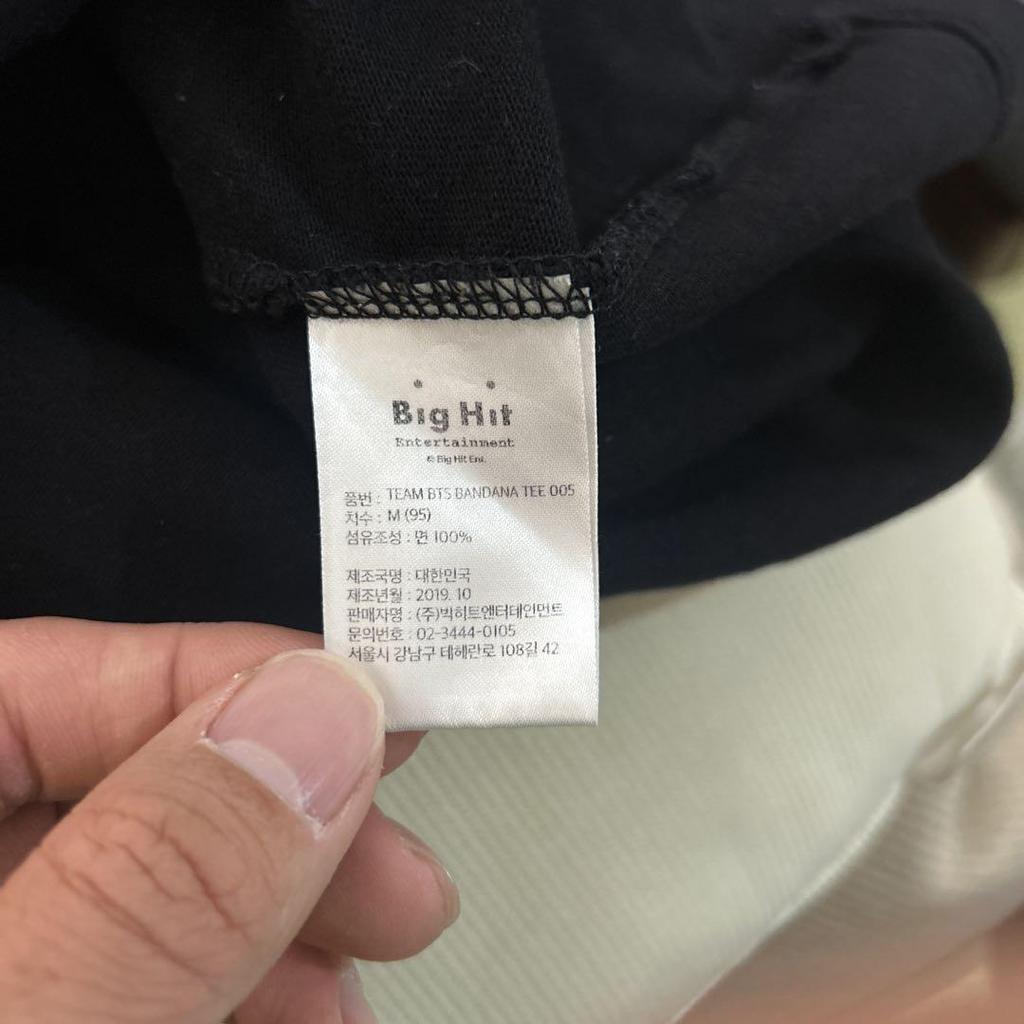 Big Hit
Entertainment
© Big Hit Ent.
품번 : TEAM BTS BANDANA TEE 005
치수 : M (95)
섬유조성 : 면 100%
제조국명 : 대한민국
제조년월 : 2019. 10
판매자명 : (주)빅히트엔터테인먼트
문의번호 : 02-3444-0105
서울시 강남구 테헤란로 108길 42